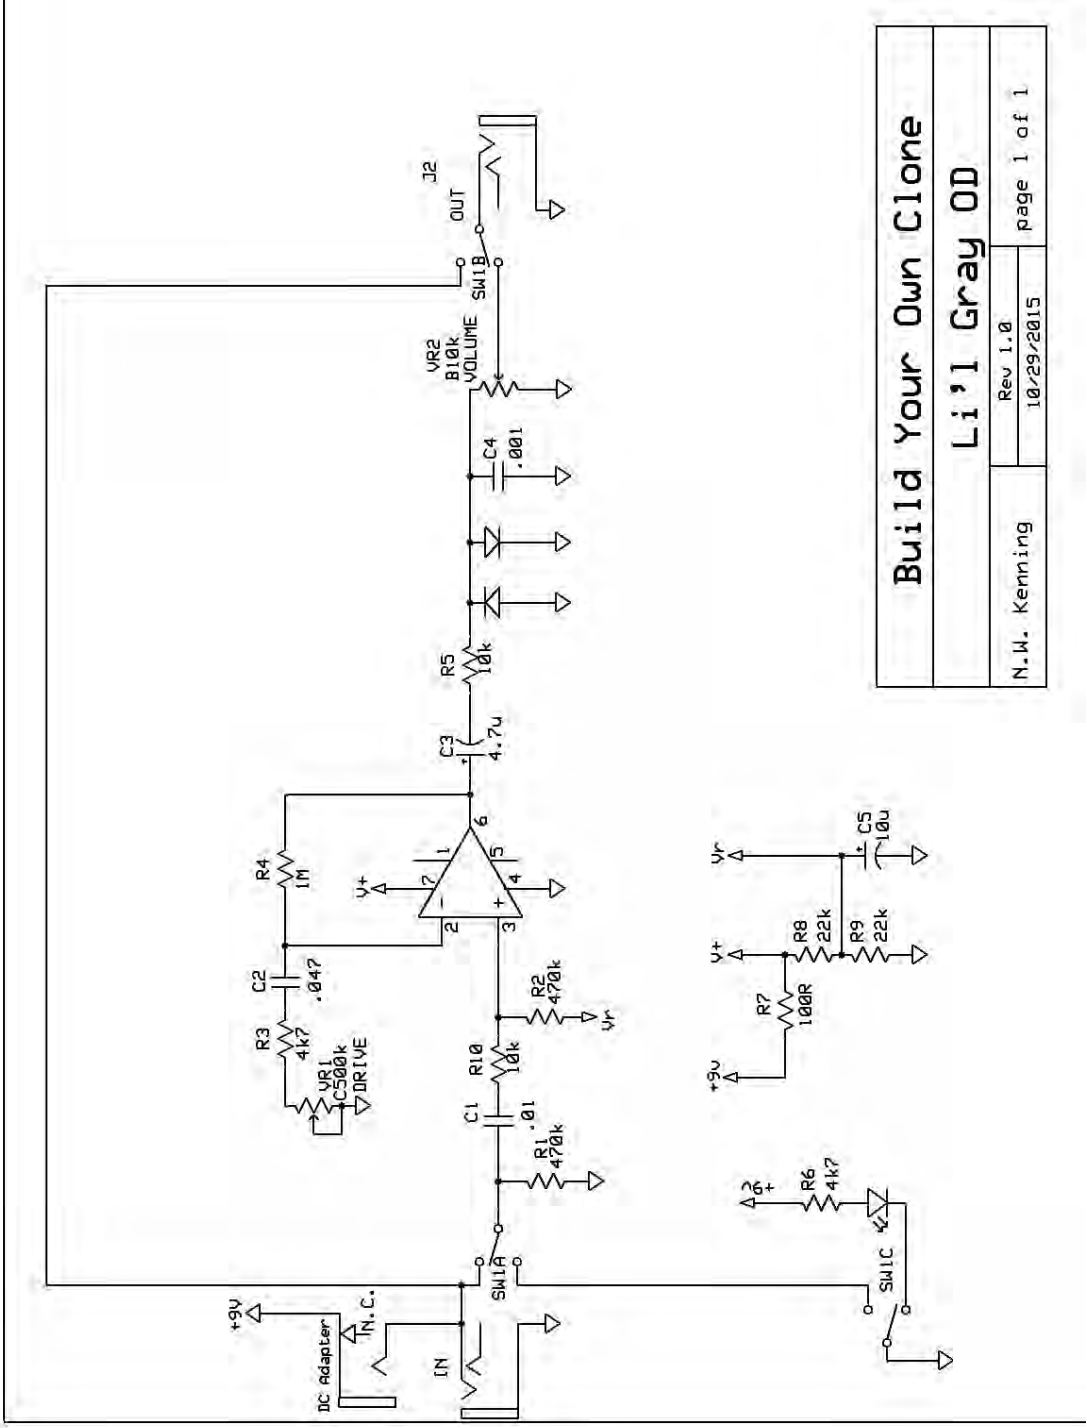 DC Adapter
+9V
N.C.
IN
SW1A
R1
470k
C1
.01
R10
10k
R2
470k
Vr
VR1
C500k
DRIVE
R3
4k7
C2
.047
R4
1M
V+
2
3
7
1
4
5
6
-
+
C3
+
4.7u
R5
10k
C4
.001
VR2
B10k
VOLUME
SW1B
OUT
J2
SW1C
R6
4k7
+9V
R7
100R
V+
R8
22k
R9
22k
Vr
+
C5
10u
Build Your Own Clone
Li'l Gray OD
N.W. Kenning
Rev 1.0
10/29/2015
page 1 of 1